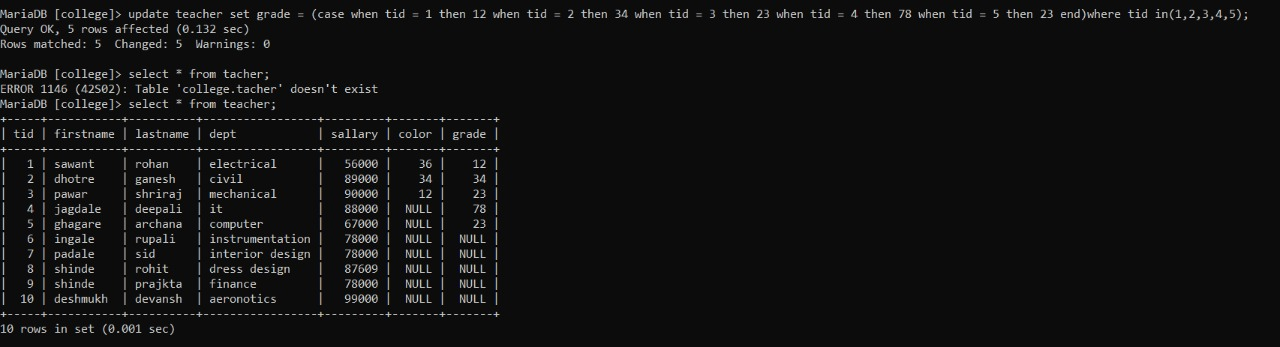 MariaDB [college]> update teacher set grade = (case when tid = 1 then 12 when tid = 2 then 34 when tid = 3 then 23 when tid = 4 then 78 when tid = 5 then 23 end)where tid in(1,2,3,4,5);
Query OK, 5 rows affected (0.132 sec)
Rows matched: 5  Changed: 5  Warnings: 0
MariaDB [college]> select * from tacher;
ERROR 1146 (42S02): Table 'college.tacher' doesn't exist
MariaDB [college]> select * from teacher;
+-----+-----------+----------+-----------------+---------+-------+-------+
| tid | firstname | lastname | dept            | sallary | color | grade |
+-----+-----------+----------+-----------------+---------+-------+-------+
|   1 | sawant    | rohan    | electrical      |   56000 |    36 |    12 |
|   2 | dhotre    | ganesh   | civil           |   89000 |    34 |    34 |
|   3 | pawar     | shriraj  | mechanical      |   90000 |    12 |    23 |
|   4 | jagdale   | deepali  | it              |   88000 |  NULL |    78 |
|   5 | ghagare   | archana  | computer        |   67000 |  NULL |    23 |
|   6 | ingale    | rupali   | instrumentation |   78000 |  NULL |  NULL |
|   7 | padale    | sid      | interior design |   78000 |  NULL |  NULL |
|   8 | shinde    | rohit    | dress design    |   87609 |  NULL |  NULL |
|   9 | shinde    | prajkta  | finance         |   78000 |  NULL |  NULL |
|  10 | deshmukh  | devansh  | aeronotics      |   99000 |  NULL |  NULL |
+-----+-----------+----------+-----------------+---------+-------+-------+
10 rows in set (0.001 sec)